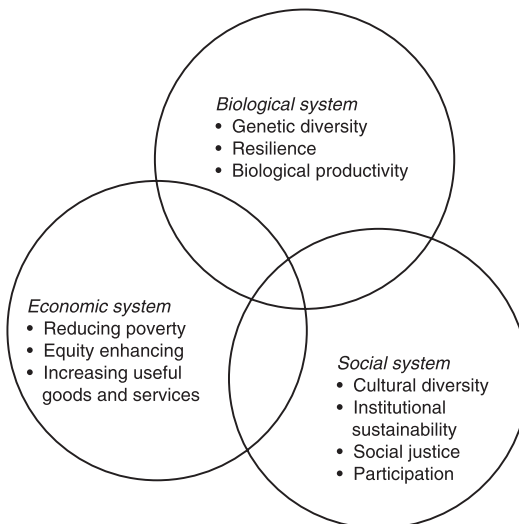 Biological system
• Genetic diversity
• Resilience
• Biological productivity
Economic system
• Reducing poverty
• Equity enhancing
• Increasing useful
goods and services
Social system
• Cultural diversity
• Institutional
sustainability
• Social justice
• Participation